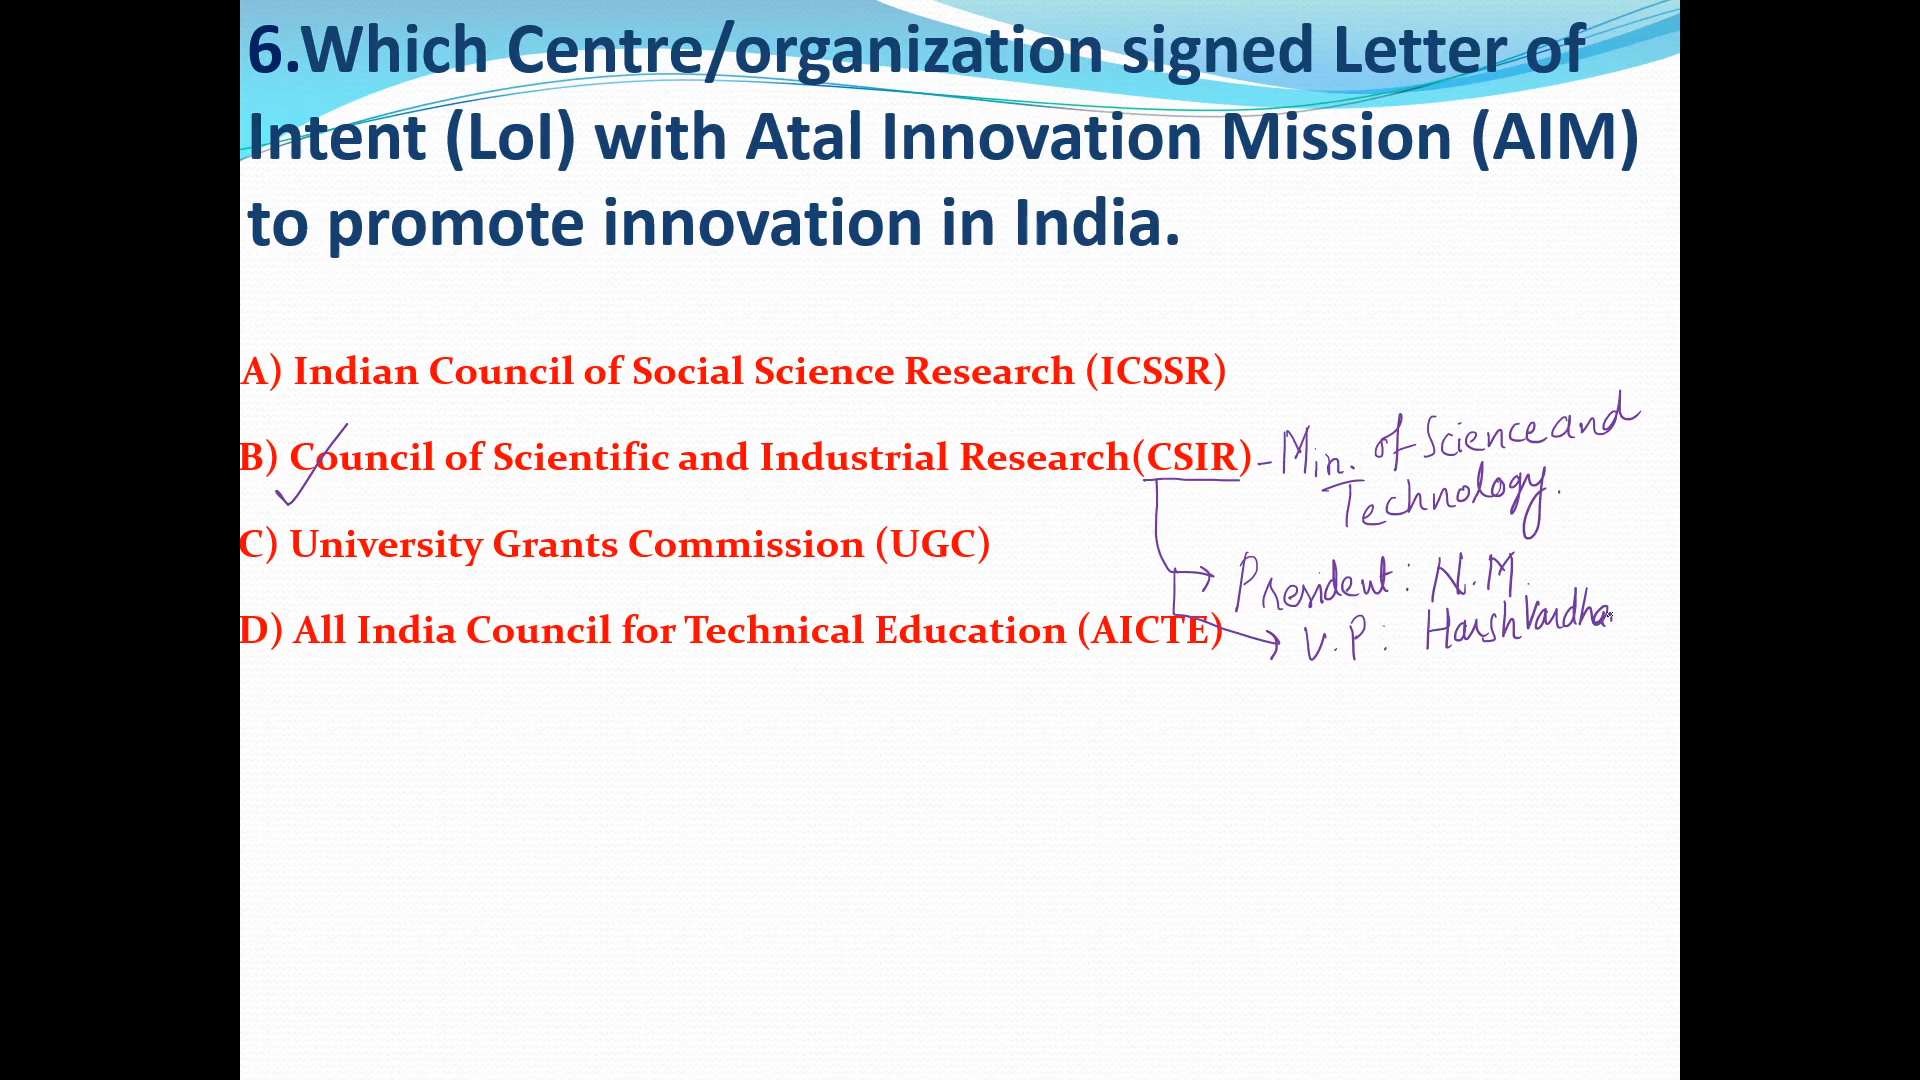 6.Which Centre/organization signed Letter of
Intent (LoI) with Atal Innovation Mission (AIM)
to promote innovation in India.
A) Indian Council of Social Science Research (ICSSR)
B) Council of Scientific and Industrial Research(CSIR) - Min. of Science and
Technology.
C) University Grants Commission (UGC)
President: N.M.
D) All India Council for Technical Education (AICTE)
V.P: Harsh Vardha